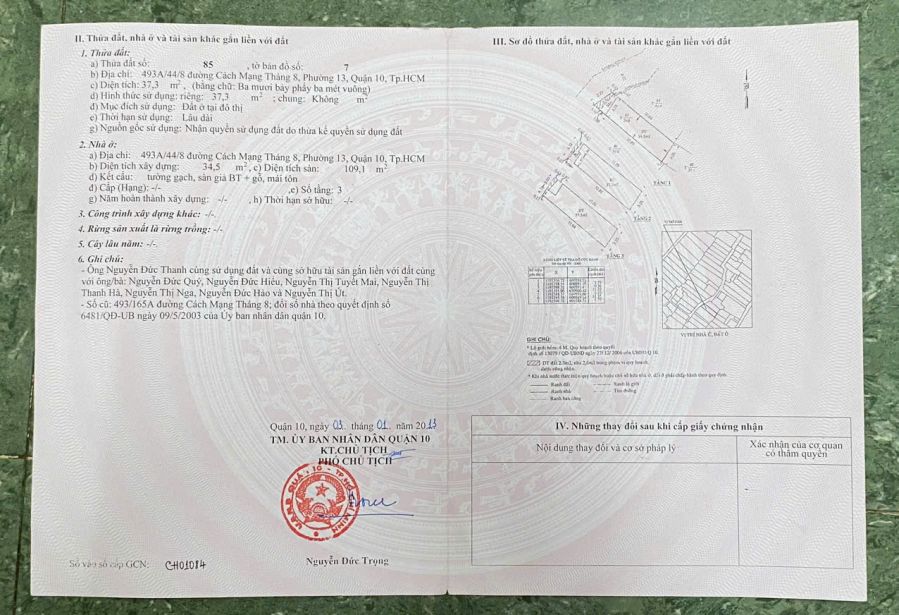 II. Thửa đất, nhà ở và tài sản khác gắn liền với đất
1. Thửa đất:
a) Thửa đất số: 85 , tờ bản đồ số: 7
b) Địa chỉ: 493A/44/8 đường Cách Mạng Tháng 8, Phường 13, Quận 10, Tp.HCM
c) Diện tích: 37,3 m², (bằng chữ: Ba mươi bảy phẩy ba mét vuông)
d) Hình thức sử dụng: riêng: 37,3 m² ; chung: Không m²
đ) Mục đích sử dụng: Đất ở tại đô thị
e) Thời hạn sử dụng: Lâu dài
g) Nguồn gốc sử dụng: Nhận quyền sử dụng đất do thừa kế quyền sử dụng đất
2. Nhà ở:
a) Địa chỉ: 493A/44/8 đường Cách Mạng Tháng 8, Phường 13, Quận 10, Tp.HCM
b) Diện tích xây dựng: 34,5 m², c) Diện tích sàn: 109,1 m²
d) Kết cấu: tường gạch, sàn giả BT + gỗ, mái tôn
đ) Cấp (Hạng): -/- ,e) Số tầng: 3
g) Năm hoàn thành xây dựng: -/- , h) Thời hạn sở hữu: -/-
3. Công trình xây dựng khác: -/-.
4. Rừng sản xuất là rừng trồng: -/-.
5. Cây lâu năm: -/-.
6. Ghi chú:
- Ông Nguyễn Đức Thanh cùng sử dụng đất và cùng sở hữu tài sản gắn liền với đất cùng
với ông/bà: Nguyễn Đức Quý, Nguyễn Đức Hiếu, Nguyễn Thị Tuyết Mai, Nguyễn Thị
Thanh Hà, Nguyễn Thị Nga, Nguyễn Đức Hảo và Nguyễn Thị Út.
- Số cũ: 493/165A đường Cách Mạng Tháng 8; đổi số nhà theo quyết định số
6481/QĐ-UB ngày 09/5/2003 của Ủy ban nhân dân quận 10.
Quận 10, ngày 03 tháng 01 năm 2013
TM. ỦY BAN NHÂN DÂN QUẬN 10
KT.CHỦ TỊCH
PHÓ CHỦ TỊCH
Nguyễn Đức Trọng
Số vào sổ cấp GCN: CH01084
III. Sơ đồ thửa đất, nhà ở và tài sản khác gắn liền với đất
TẦNG 1
TẦNG 2
TẦNG 3
VỊ TRÍ NHÀ Ở, ĐẤT Ở
GHI CHÚ:
Ranh đất
Ranh nhà
Ranh ban công
Ranh lộ giới
Tim đường
IV. Những thay đổi sau khi cấp giấy chứng nhận
Nội dung thay đổi và cơ sở pháp lý
Xác nhận của cơ quan
có thẩm quyền